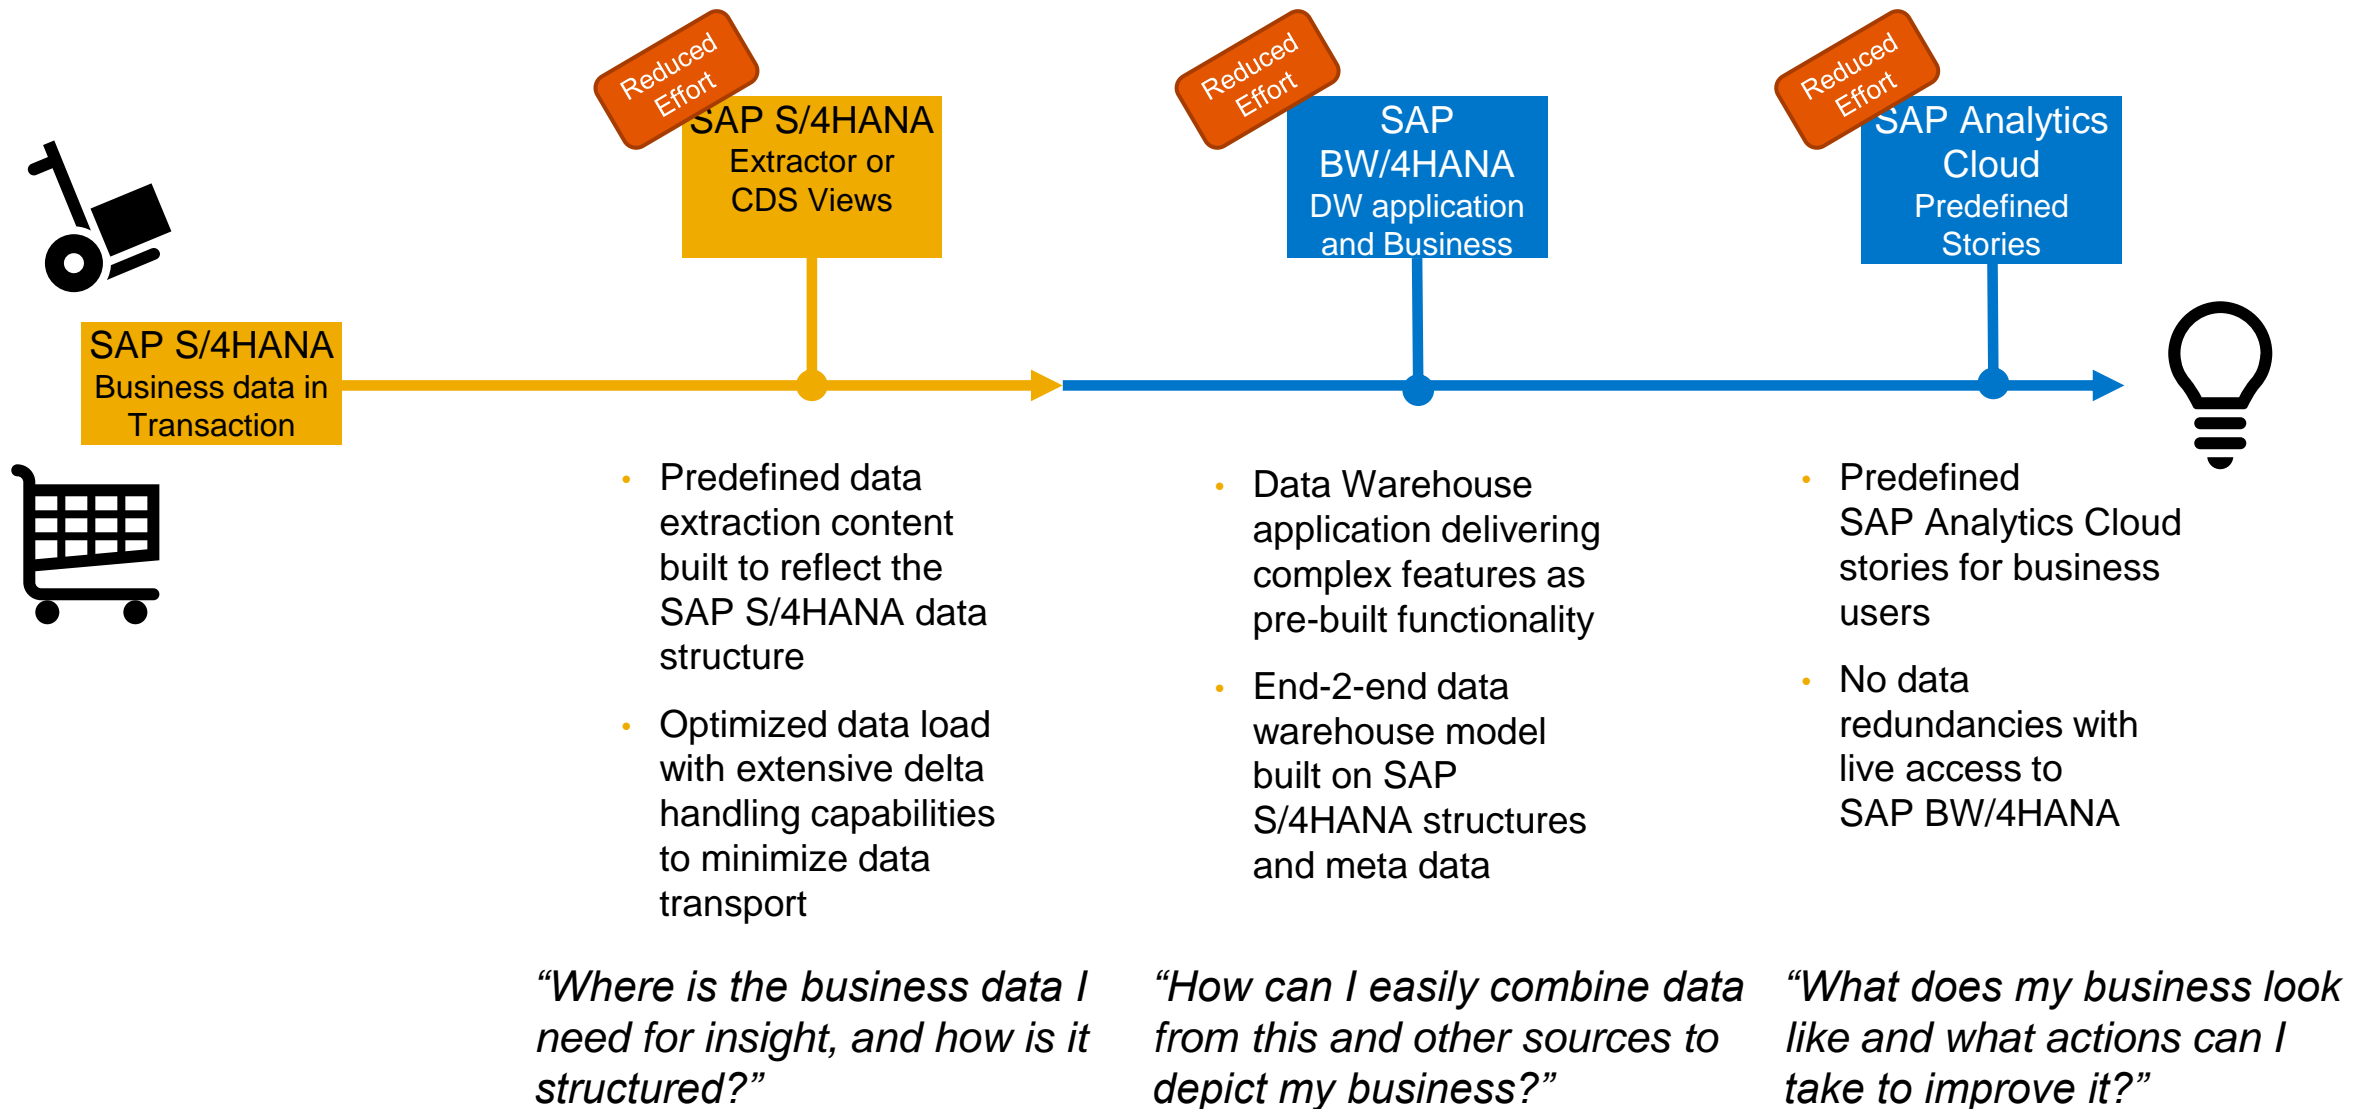 Reduced
Effort
SAP S/4HANA
Extractor or
CDS Views
Reduced
Effort
SAP
BW/4HANA
DW application
and Business
Reduced
Effort
SAP Analytics
Cloud
Predefined
Stories
SAP S/4HANA
Business data in
Transaction
• Predefined data
extraction content
built to reflect the
SAP S/4HANA data
structure
• Optimized data load
with extensive delta
handling capabilities
to minimize data
transport
• Data Warehouse
application delivering
complex features as
pre-built functionality
• End-2-end data
warehouse model
built on SAP
S/4HANA structures
and meta data
• Predefined
SAP Analytics Cloud
stories for business
users
• No data
redundancies with
live access to
SAP BW/4HANA
“Where is the business data I
need for insight, and how is it
structured?”
“How can I easily combine data
from this and other sources to
depict my business?”
“What does my business look
like and what actions can I
take to improve it?”